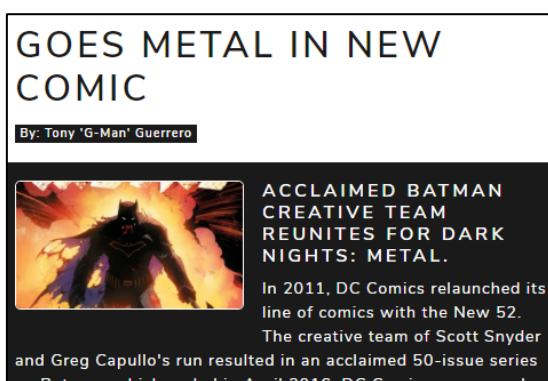 GOES METAL IN NEW
COMIC
By: Tony 'G-Man' Guerrero
ACCLAIMED BATMAN
CREATIVE TEAM
REUNITES FOR DARK
NIGHTS: METAL.
In 2011, DC Comics relaunched its
line of comics with the New 52.
The creative team of Scott Snyder
and Greg Capullo's run resulted in an acclaimed 50-issue series